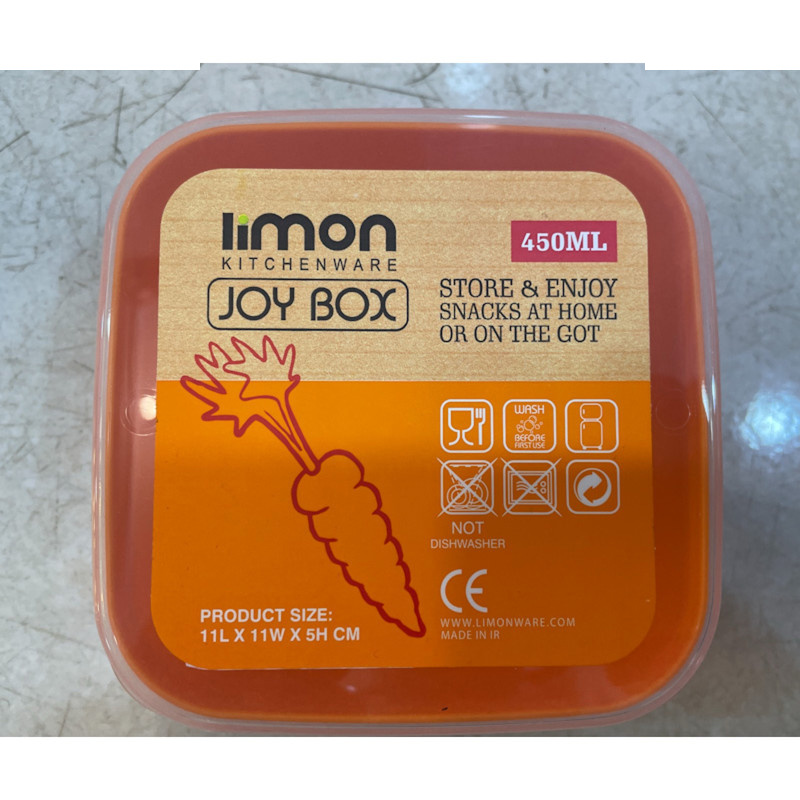 limon
KITCHENWARE
JOY BOX
450ML
STORE & ENJOY
SNACKS AT HOME
OR ON THE GOT
WASH
BEFORE
FIRST USE
NOT
DISHWASHER
CE
PRODUCT SIZE:
11L X 11W X 5H CM
WWW.LIMONWARE.COM
MADE IN IR